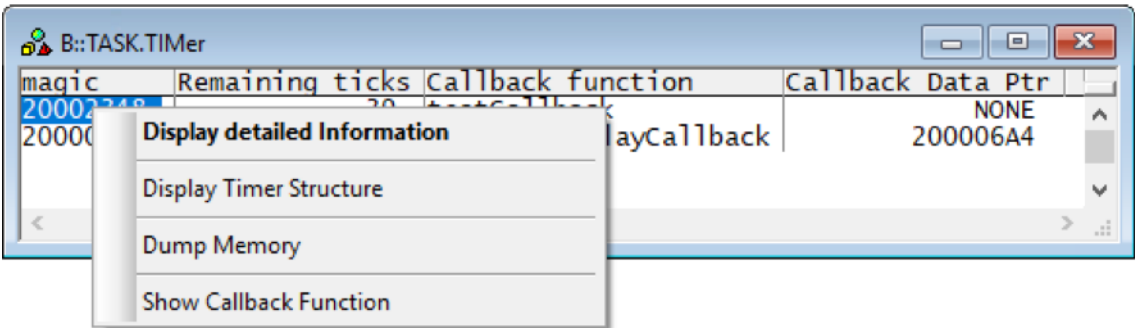 B::TASK.TIMer
magic Remaining ticks Callback function Callback Data Ptr
NONE
layCallback 200006A4
Display detailed Information
Display Timer Structure
Dump Memory
Show Callback Function